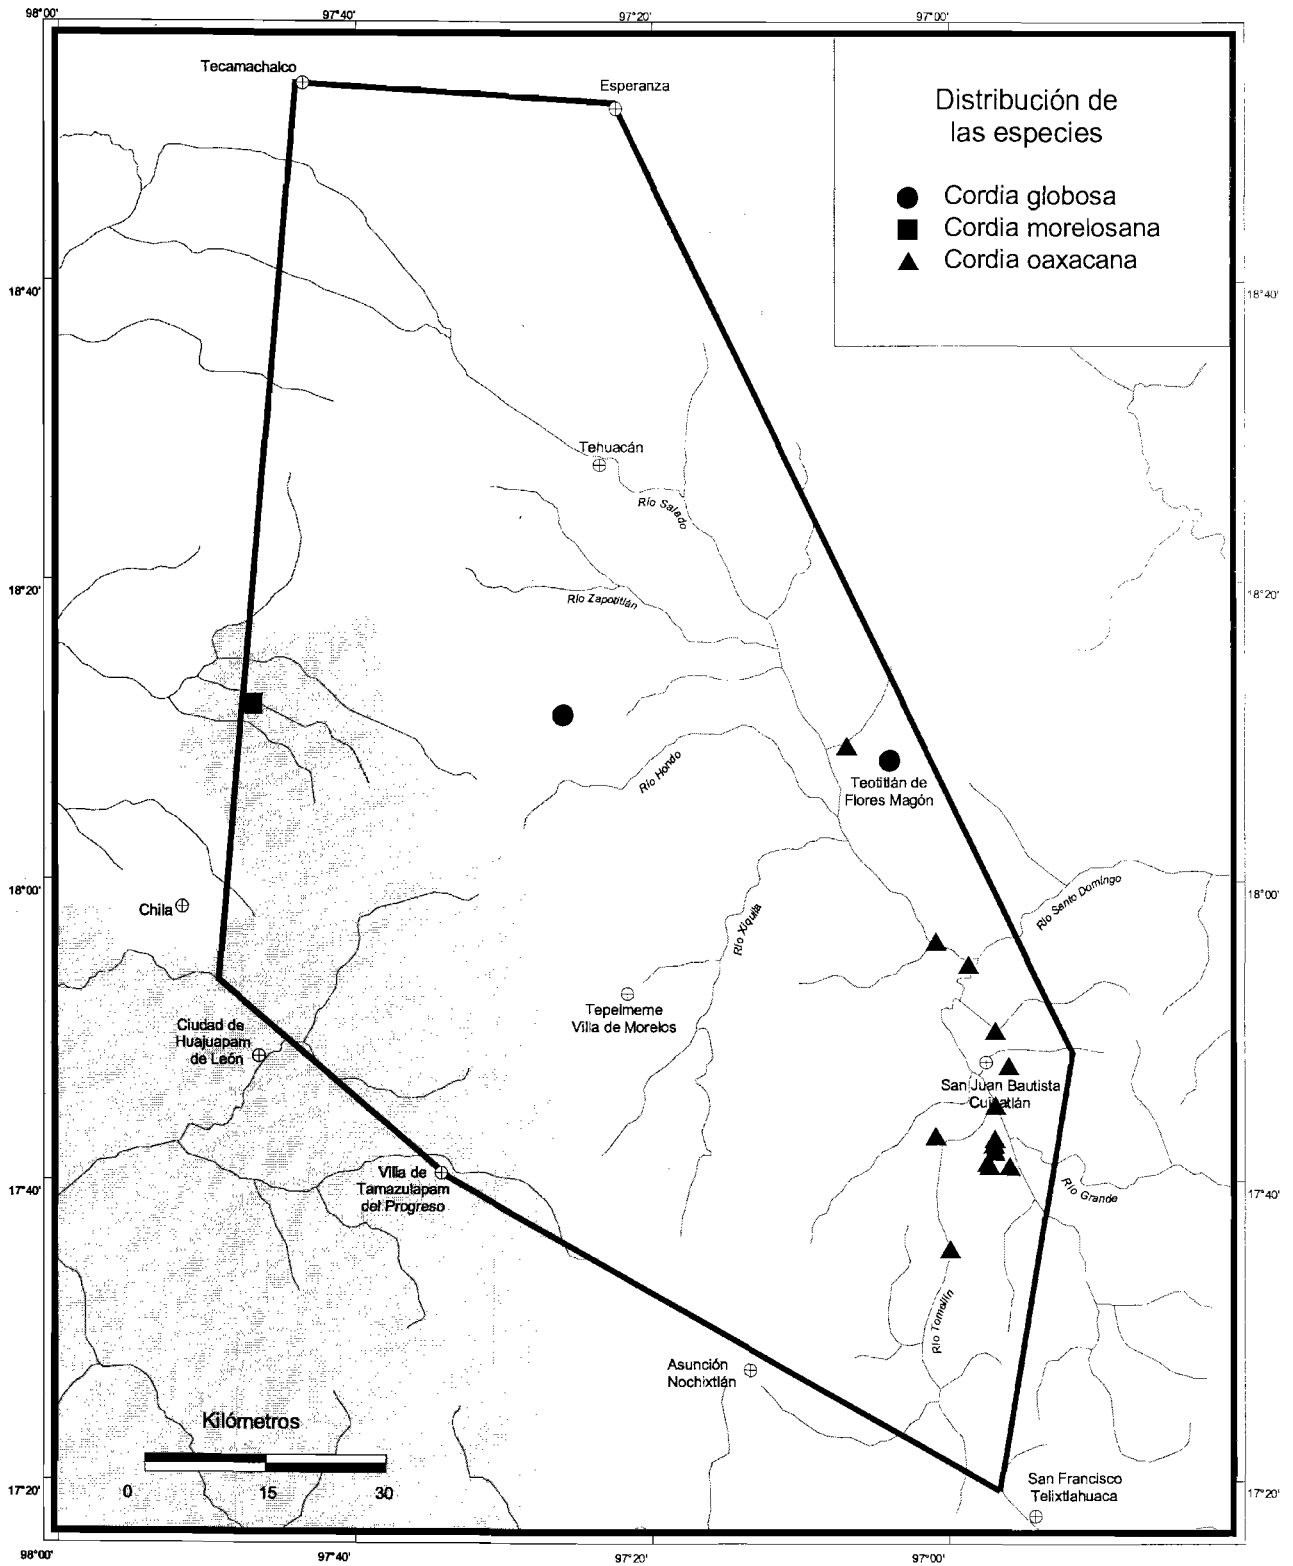 98°00'
97°40'
97°20'
97°00'
Tecamachalco
Esperanza
Distribución de
las especies
Cordia globosa
Cordia morelosana
Cordia oaxacana
18°40'
18°40'
Tehuacán
Río Salado
18°20'
18°20'
Río Zapotitlán
Río Hondo
Teotitlán de
Flores Magón
18°00'
18°00'
Chila
Río Santo Domingo
Río Xiquila
Tepelmeme
Villa de Morelos
Ciudad de
Huajuapam
de León
San Juan Bautista
Cuicatlán
17°40'
17°40'
Villa de
Tamazulapam
del Progreso
Río Grande
Río Tomellín
Asunción
Nochixtlán
Kilómetros
0 15 30
San Francisco
Telixtlahuaca
17°20'
17°20'
98°00'
97°40'
97°20'
97°00'